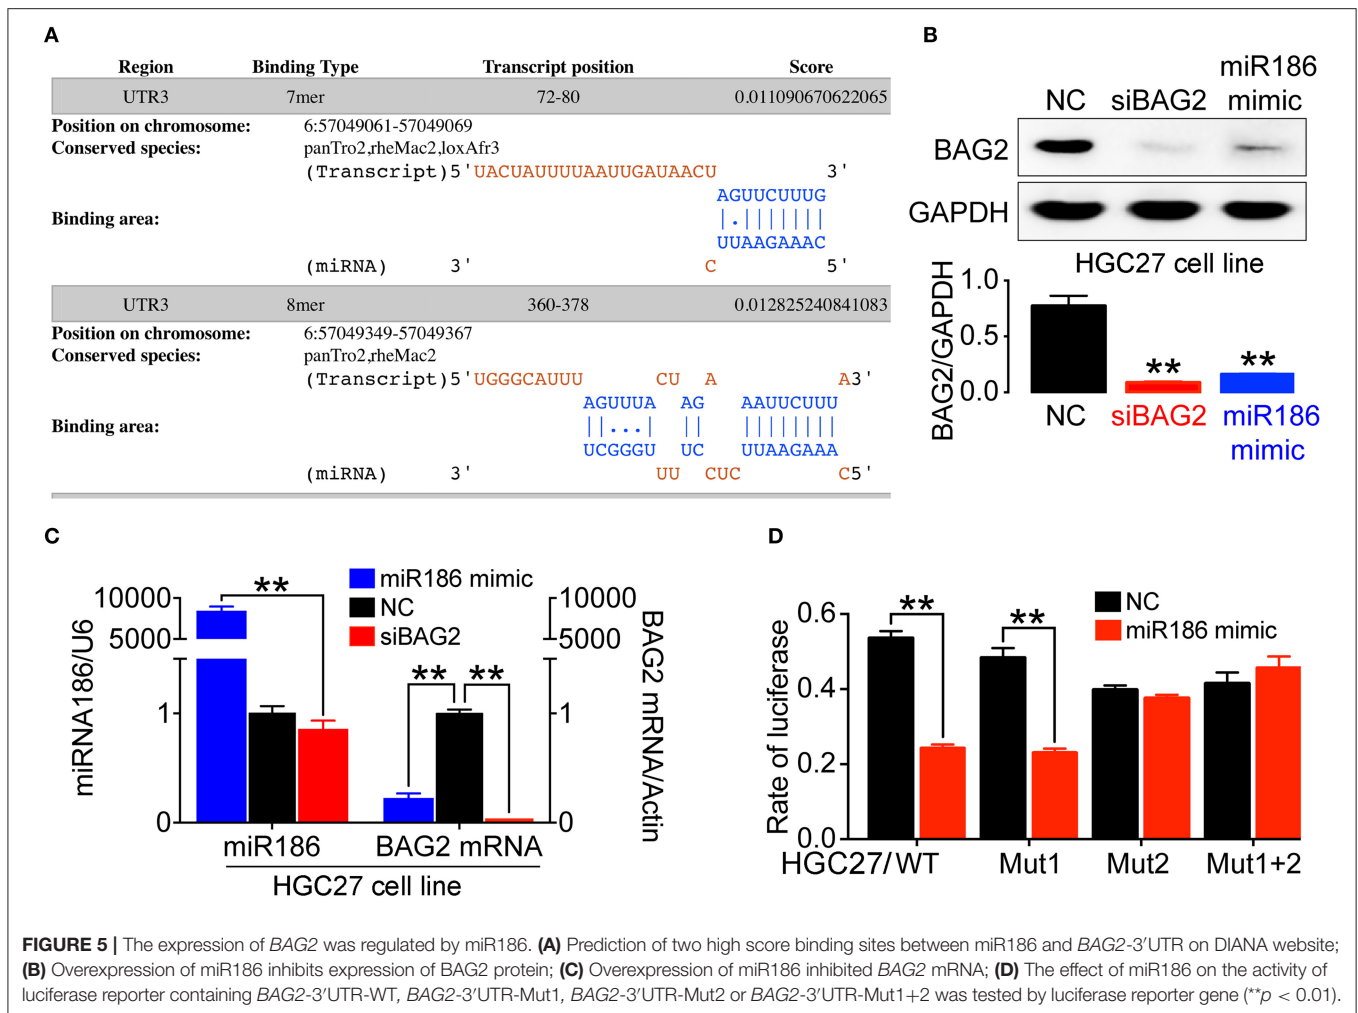 A
Region Binding Type Transcript position Score
UTR3 7mer 72-80 0.011090670622065
Position on chromosome: 6:57049061-57049069
Conserved species: panTro2,rheMac2,loxAfr3
(Transcript)5'UACUAUUUUAAUUGAUAACU 3'
AGUUCUUUG
Binding area: |.|||||||
UUAAGAAAC
(miRNA) 3' C 5'
UTR3 8mer 360-378 0.012825240841083
Position on chromosome: 6:57049349-57049367
Conserved species: panTro2,rheMac2
(Transcript)5'UGGGCAUUU CU A A3'
AGUUUA AG AAUUCUUU
Binding area: ||...| || ||||||||
UCGGGU UC UUAAGAAA
(miRNA) 3' UU CUC C5'
B
NC siBAG2 miR186 mimic
BAG2
GAPDH
HGC27 cell line
BAG2/GAPDH
1.0
0.5
0.0
** **
NC siBAG2 miR186 mimic
C
miR186 mimic
NC
siBAG2
miRNA186/U6
10000
5000
1
0
**
** **
10000
5000
1
0
BAG2 mRNA/Actin
miR186 BAG2 mRNA
HGC27 cell line
D
NC
miR186 mimic
Rate of luciferase
0.6
0.4
0.2
0.0
** **
HGC27/WT Mut1 Mut2 Mut1+2
FIGURE 5 | The expression of BAG2 was regulated by miR186. (A) Prediction of two high score binding sites between miR186 and BAG2-3′UTR on DIANA website;
(B) Overexpression of miR186 inhibits expression of BAG2 protein; (C) Overexpression of miR186 inhibited BAG2 mRNA; (D) The effect of miR186 on the activity of
luciferase reporter containing BAG2-3′UTR-WT, BAG2-3′UTR-Mut1, BAG2-3′UTR-Mut2 or BAG2-3′UTR-Mut1+2 was tested by luciferase reporter gene (**p < 0.01).